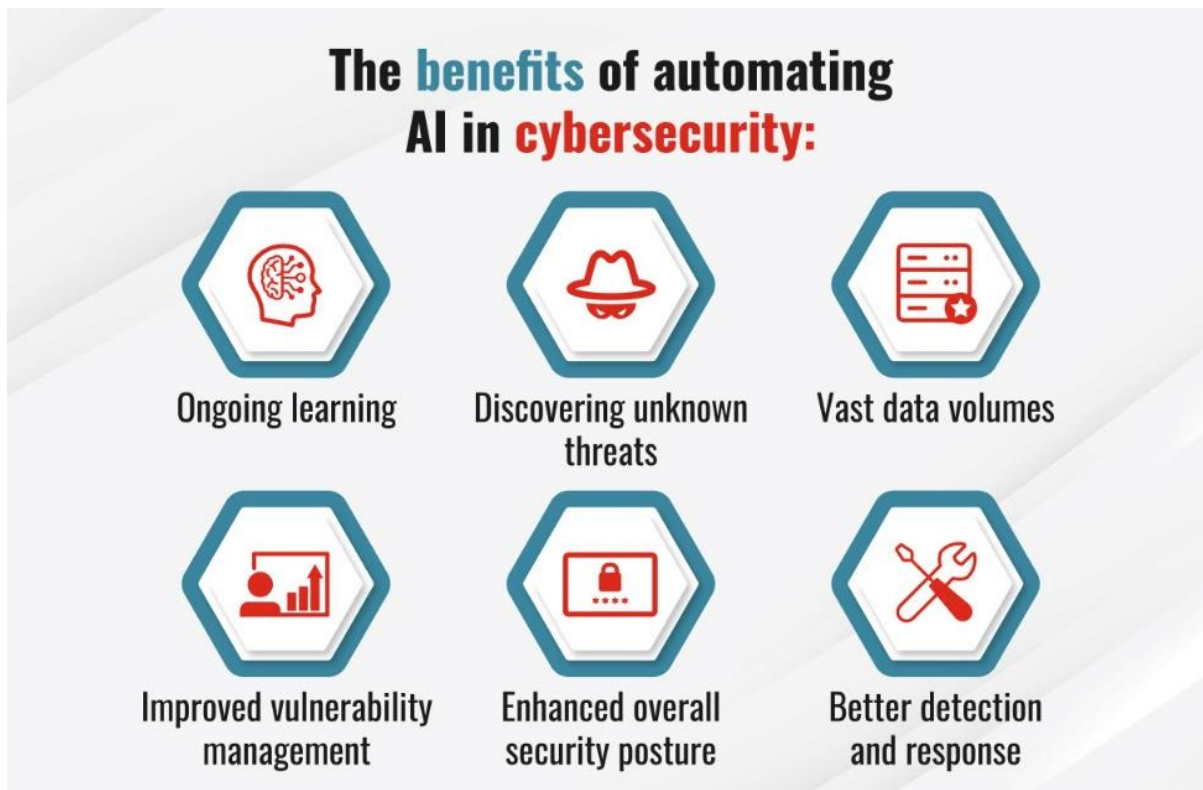 The benefits of automating
AI in cybersecurity:
Ongoing learning
Discovering unknown
threats
Vast data volumes
****
Improved vulnerability
management
Enhanced overall
security posture
Better detection
and response